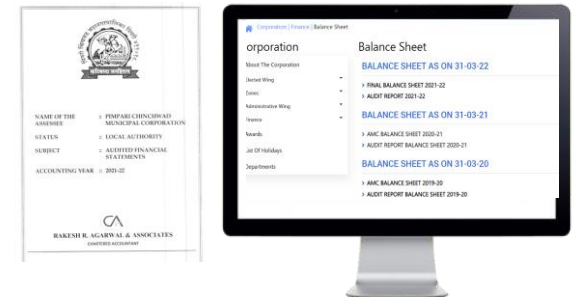 NAME OF THE ASSESSEE : PIMPARI CHINCHWAD MUNICIPAL CORPORATION
STATUS : LOCAL AUTHORITY
SUBJECT : AUDITED FINANCIAL STATEMENTS
ACCOUNTING YEAR : 2021-22
CA
RAKESH R. AGARWAL & ASSOCIATES
CHARTERED ACCOUNTANT
Corporation | Finance | Balance Sheet
orporation
About The Corporation
Elected Wing
Zones
Administrative Wing
Finance
Awards
List Of Holidays
Departments
Balance Sheet
BALANCE SHEET AS ON 31-03-22
> FINAL BALANCE SHEET 2021-22
> AUDIT REPORT 2021-22
BALANCE SHEET AS ON 31-03-21
> AMC BALANCE SHEET 2020-21
> AUDIT REPORT BALANCE SHEET 2020-21
BALANCE SHEET AS ON 31-03-20
> AMC BALANCE SHEET 2019-20
> AUDIT REPORT BALANCE SHEET 2019-20